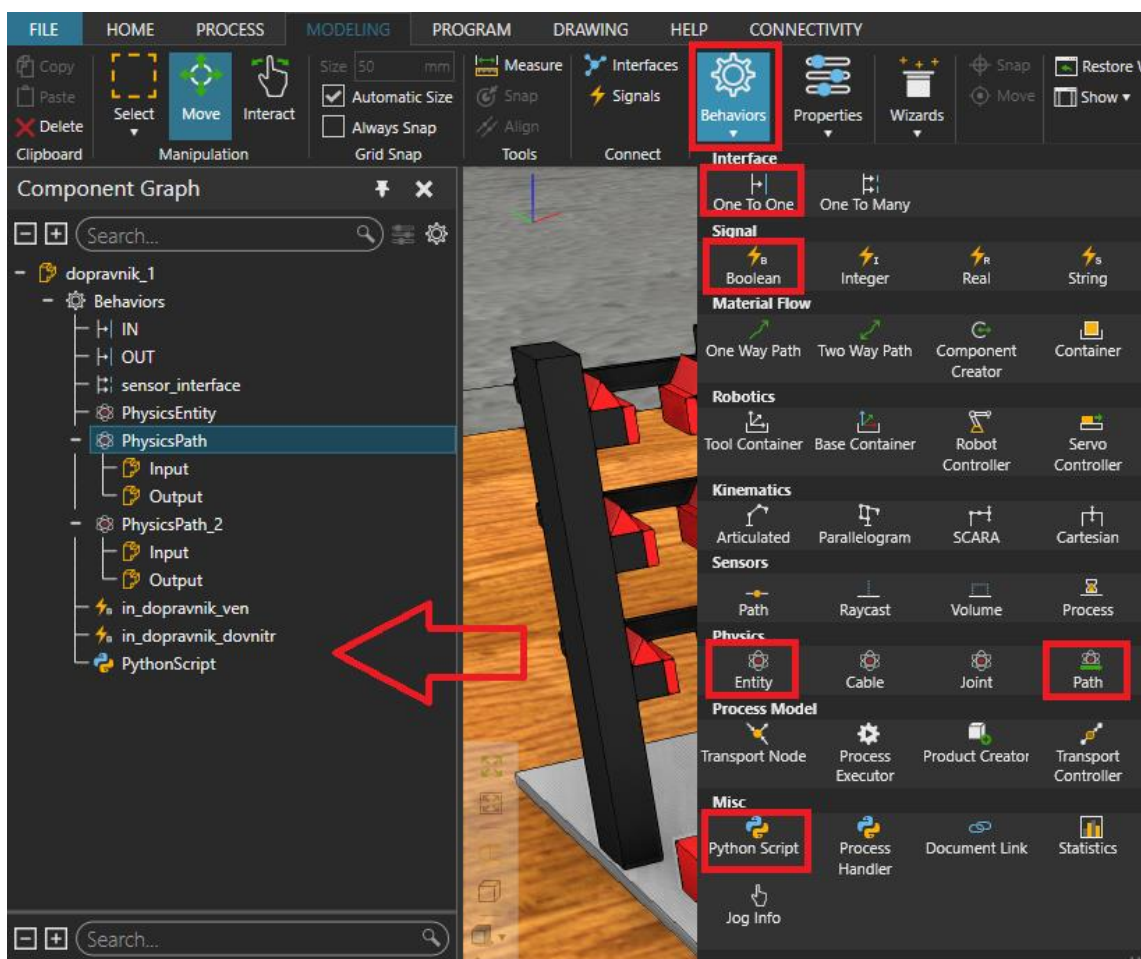 FILE HOME PROCESS MODELING PROGRAM DRAWING HELP CONNECTIVITY
Copy
Paste
Delete
Clipboard
Select
Move
Interact
Manipulation
Size 50 mm
Automatic Size
Always Snap
Grid Snap
Measure
Snap
Align
Tools
Interfaces
Signals
Connect
Behaviors
Properties
Wizards
Snap
Move
Restore
Show
Component Graph
Search...
dopravnik_1
Behaviors
IN
OUT
sensor_interface
PhysicsEntity
PhysicsPath
Input
Output
PhysicsPath_2
Input
Output
in_dopravnik_ven
in_dopravnik_dovnitr
PythonScript
Search...
Interface
One To One One To Many
Signal
B I R S
Boolean Integer Real String
Material Flow
One Way Path Two Way Path Component Creator Container
Robotics
Tool Container Base Container Robot Controller Servo Controller
Kinematics
Articulated Parallelogram SCARA Cartesian
Sensors
Path Raycast Volume Process
Physics
Entity Cable Joint Path
Process Model
Transport Node Process Executor Product Creator Transport Controller
Misc
Python Script Process Handler Document Link Statistics
Jog Info